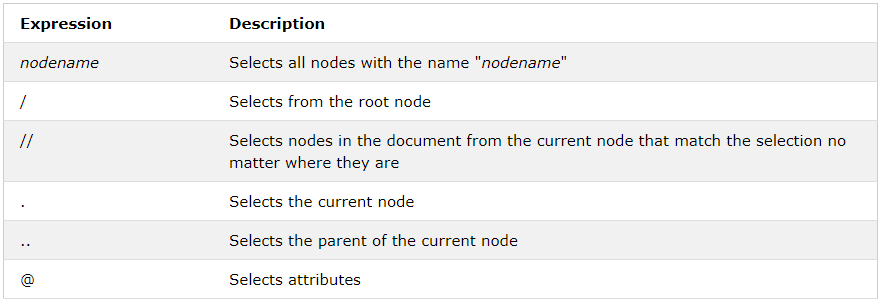 Expression Description
nodename Selects all nodes with the name "nodename"
/ Selects from the root node
// Selects nodes in the document from the current node that match the selection no
matter where they are
. Selects the current node
.. Selects the parent of the current node
@ Selects attributes